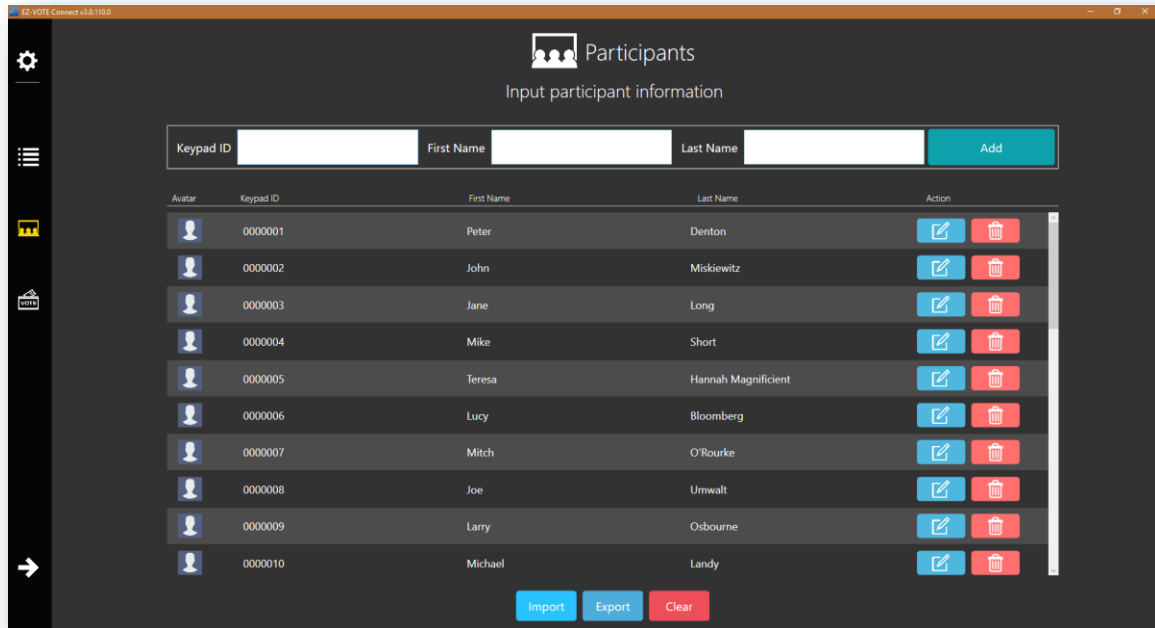 EZ-VOTE Connect v3.0.110.0
Participants
Input participant information
Keypad ID First Name Last Name Add
Avatar Keypad ID First Name Last Name Action
0000001 Peter Denton
0000002 John Miskiewitz
0000003 Jane Long
0000004 Mike Short
0000005 Teresa Hannah Magnificient
0000006 Lucy Bloomberg
0000007 Mitch O'Rourke
0000008 Joe Umwalt
0000009 Larry Osbourne
0000010 Michael Landy
VOTE
Import Export Clear